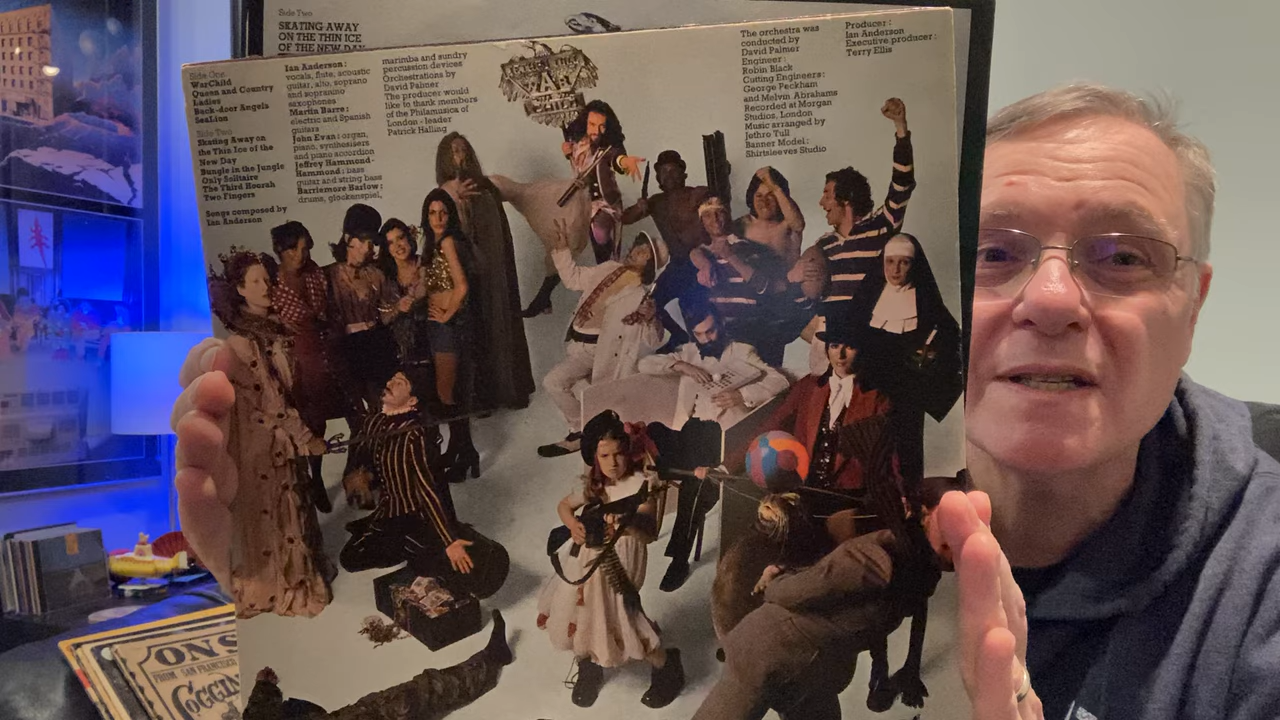 Side Two
SKATING AWAY
ON THE THIN ICE
OF THE NEW DAY
Side One
WarChild
Queen and Country
Ladies
Back-door Angels
SeaLion
Side Two
Skating Away on
the Thin Ice of the
New Day
Bungle in the Jungle
Only Solitaire
The Third Hoorah
Two Fingers
Songs composed by
Ian Anderson
Ian Anderson:
vocals, flute, acoustic
guitar, alto, soprano
and sopranino
saxophones
Martin Barre:
electric and Spanish
guitars
John Evan: organ,
piano, synthesisers
and piano accordion
Jeffrey Hammond-
Hammond: bass
guitar and string bass
Barriemore Barlow:
drums, glockenspiel,
marimba and sundry
percussion devices
Orchestrations by
David Palmer
The producer would
like to thank members
of the Philamusica of
London - leader
Patrick Halling
WAR
CHILD
The orchestra was
conducted by
David Palmer
Engineer:
Robin Black
Cutting Engineers:
George Peckham
and Melvin Abrahams
Recorded at Morgan
Studios, London
Music arranged by
Jethro Tull
Banner Model:
Shirtsleeves Studio
Producer:
Ian Anderson
Executive producer:
Terry Ellis
ON S
FROM SAN FRANCISCO
COGGIN